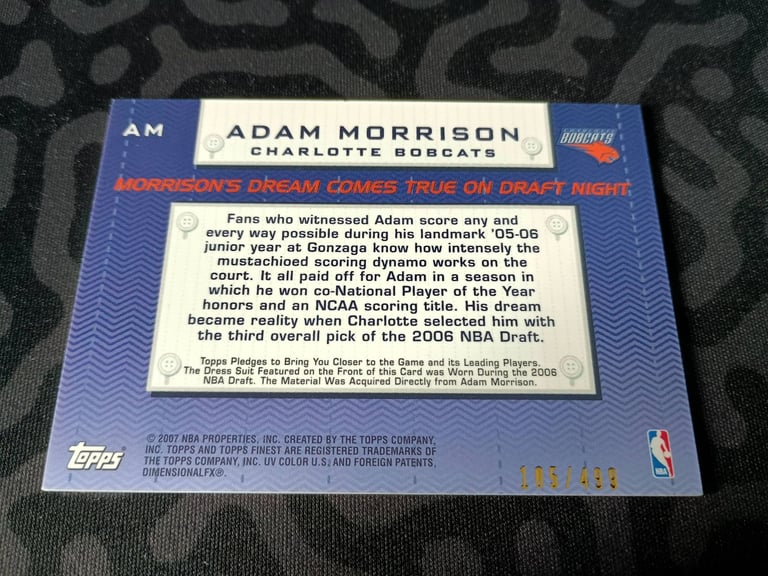 AM
ADAM MORRISON
CHARLOTTE BOBCATS
CHARLOTTE
BOBCATS
MORRISON'S DREAM COMES TRUE ON DRAFT NIGHT
Fans who witnessed Adam score any and
every way possible during his landmark '05-06
junior year at Gonzaga know how intensely the
mustachioed scoring dynamo works on the
court. It all paid off for Adam in a season in
which he won co-National Player of the Year
honors and an NCAA scoring title. His dream
became reality when Charlotte selected him with
the third overall pick of the 2006 NBA Draft.
Topps Pledges to Bring You Closer to the Game and its Leading Players.
The Dress Suit Featured on the Front of this Card was Worn During the 2006
NBA Draft. The Material Was Acquired Directly from Adam Morrison.
Topps
© 2007 NBA PROPERTIES, INC. CREATED BY THE TOPPS COMPANY,
INC. TOPPS AND TOPPS FINEST ARE REGISTERED TRADEMARKS OF
THE TOPPS COMPANY, INC. UV COLOR U.S. AND FOREIGN PATENTS.
DIMENSIONALFX®.
105/499
NBA